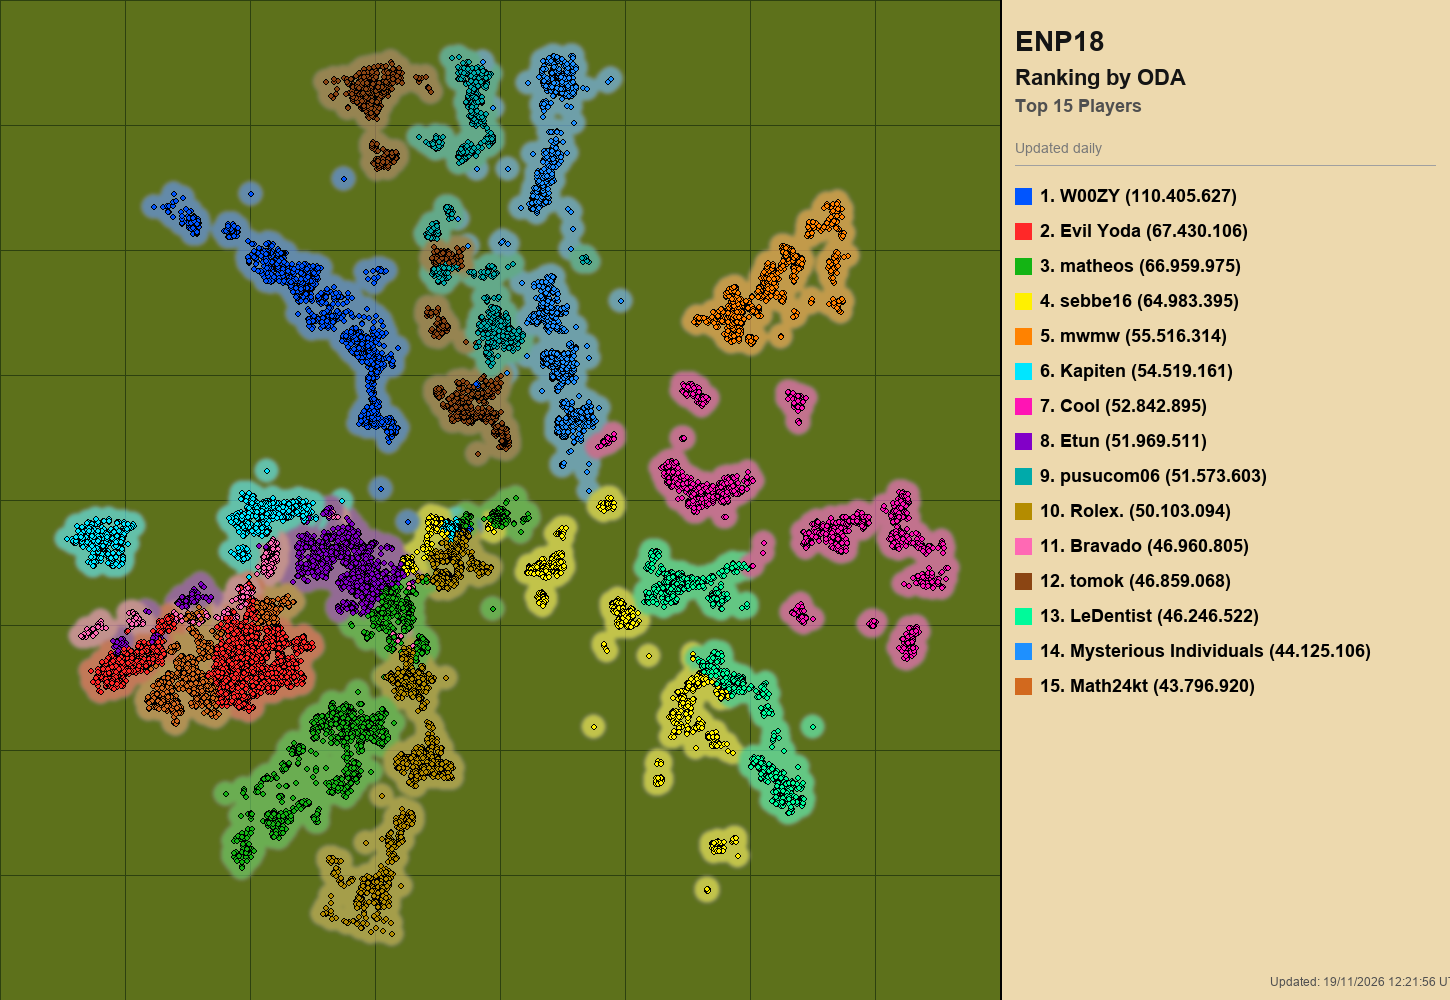 ENP18
Ranking by ODA
Top 15 Players
Updated daily
1. W00ZY (110.405.627)
2. Evil Yoda (67.430.106)
3. matheos (66.959.975)
4. sebbe16 (64.983.395)
5. mwmw (55.516.314)
6. Kapiten (54.519.161)
7. Cool (52.842.895)
8. Etun (51.969.511)
9. pusucom06 (51.573.603)
10. Rolex. (50.103.094)
11. Bravado (46.960.805)
12. tomok (46.859.068)
13. LeDentist (46.246.522)
14. Mysterious Individuals (44.125.106)
15. Math24kt (43.796.920)
Updated: 19/11/2026 12:21:56